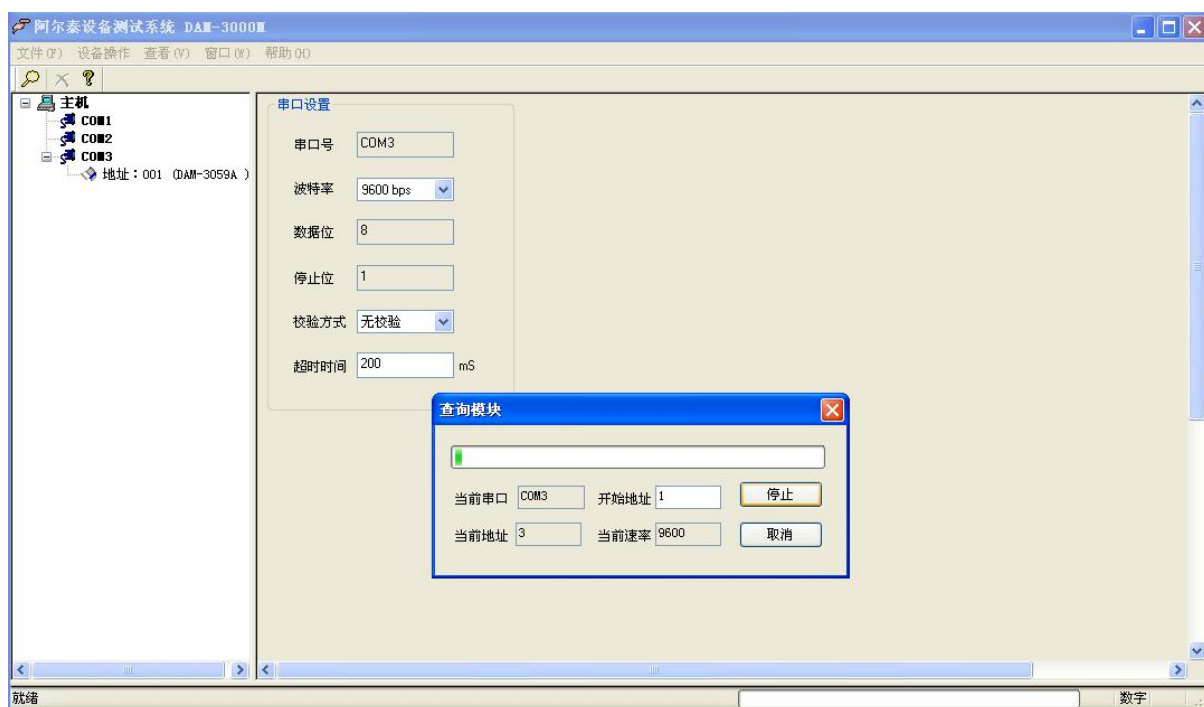 阿尔泰设备测试系统 DAM-3000M
文件(F) 设备操作 查看(V) 窗口(W) 帮助(H)
主机
COM1
COM2
COM3
地址:001 (DAM-3059A )
串口设置
串口号 COM3
波特率 9600 bps
数据位 8
停止位 1
校验方式 无校验
超时时间 200 mS
查询模块
当前串口 COM3 开始地址 1 停止
当前地址 3 当前速率 9600 取消
就绪 数字